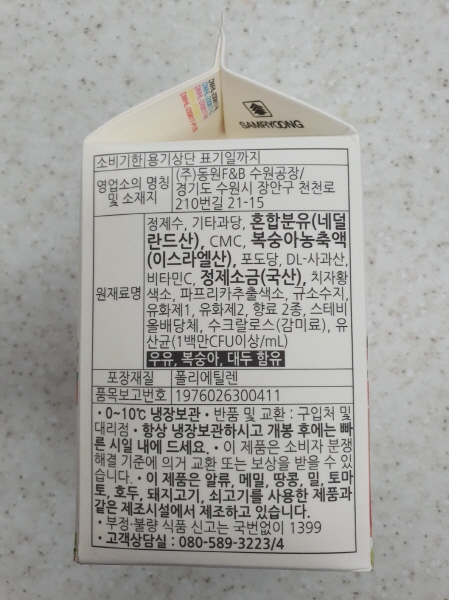 SAMRYOONG
소비기한 용기상단 표기일까지
영업소의 명칭 및 소재지
(주)동원F&B 수원공장/
경기도 수원시 장안구 천천로
210번길 21-15
원재료명
정제수, 기타과당, 혼합분유(네덜
란드산), CMC, 복숭아농축액
(이스라엘산), 포도당, DL-사과산,
비타민C, 정제소금(국산), 치자황
색소, 파프리카추출색소, 규소수지,
유화제1, 유화제2, 향료 2종, 스테비
올배당체, 수크랄로스(감미료), 유
산균(1백만CFU이상/mL)
우유, 복숭아, 대두 함유
포장재질 폴리에틸렌
품목보고번호 1976026300411
• 0~10℃ 냉장보관 • 반품 및 교환 : 구입처 및
대리점 • 항상 냉장보관하시고 개봉 후에는 빠
른 시일 내에 드세요. • 이 제품은 소비자 분쟁
해결 기준에 의거 교환 또는 보상을 받을 수 있
습니다. • 이 제품은 알류, 메밀, 땅콩, 밀, 토마
토, 호두, 돼지고기, 쇠고기를 사용한 제품과
같은 제조시설에서 제조하고 있습니다.
• 부정·불량 식품 신고는 국번없이 1399
• 고객상담실 : 080-589-3223/4